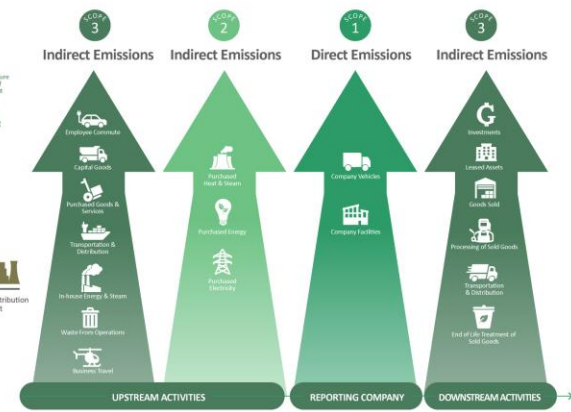 SCOPE
3
Indirect Emissions
SCOPE
2
Indirect Emissions
SCOPE
1
Direct Emissions
SCOPE
3
Indirect Emissions
Employee Commute
Capital Goods
Purchased Goods &
Services
Transportation &
Distribution
In-house Energy & Steam
Waste From Operations
Business Travel
Purchased
Heat & Steam
Purchased Energy
Purchased
Electricity
Company Vehicles
Company Facilities
Investments
Leased Assets
Goods Sold
Processing of Sold Goods
Transportation
& Distribution
End of Life Treatment of
Sold Goods
UPSTREAM ACTIVITIES
REPORTING COMPANY
DOWNSTREAM ACTIVITIES